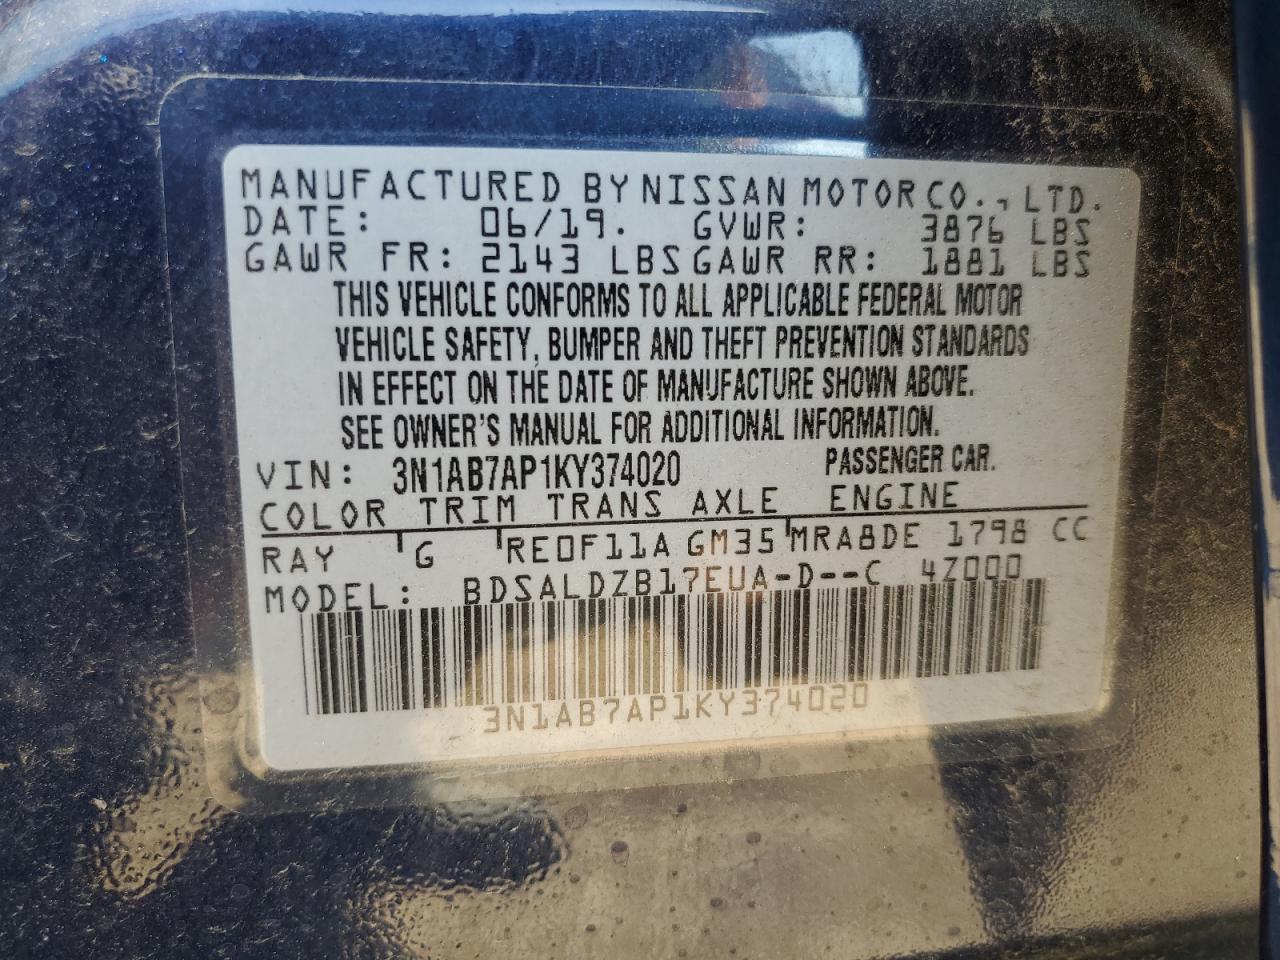 MANUFACTURED BY NISSAN MOTOR CO., LTD.
DATE: 06/19. GVWR: 3876 LBS
GAWR FR: 2143 LBS GAWR RR: 1881 LBS
THIS VEHICLE CONFORMS TO ALL APPLICABLE FEDERAL MOTOR
VEHICLE SAFETY, BUMPER AND THEFT PREVENTION STANDARDS
IN EFFECT ON THE DATE OF MANUFACTURE SHOWN ABOVE.
SEE OWNER'S MANUAL FOR ADDITIONAL INFORMATION.
VIN: 3N1AB7AP1KY374020 PASSENGER CAR.
COLOR TRIM TRANS AXLE ENGINE
RAY G RE0F11A GM35 MRA8DE 1798 CC
MODEL: BDSALDZB17EUA-D--C 4Z000
3N1AB7AP1KY374020